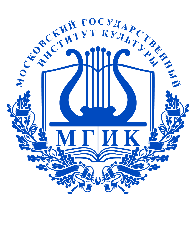 МОСКОВСКИЙ ГОСУДАРСТВЕННЫЙ
ИНСТИТУТ КУЛЬТУРЫ
МГИК